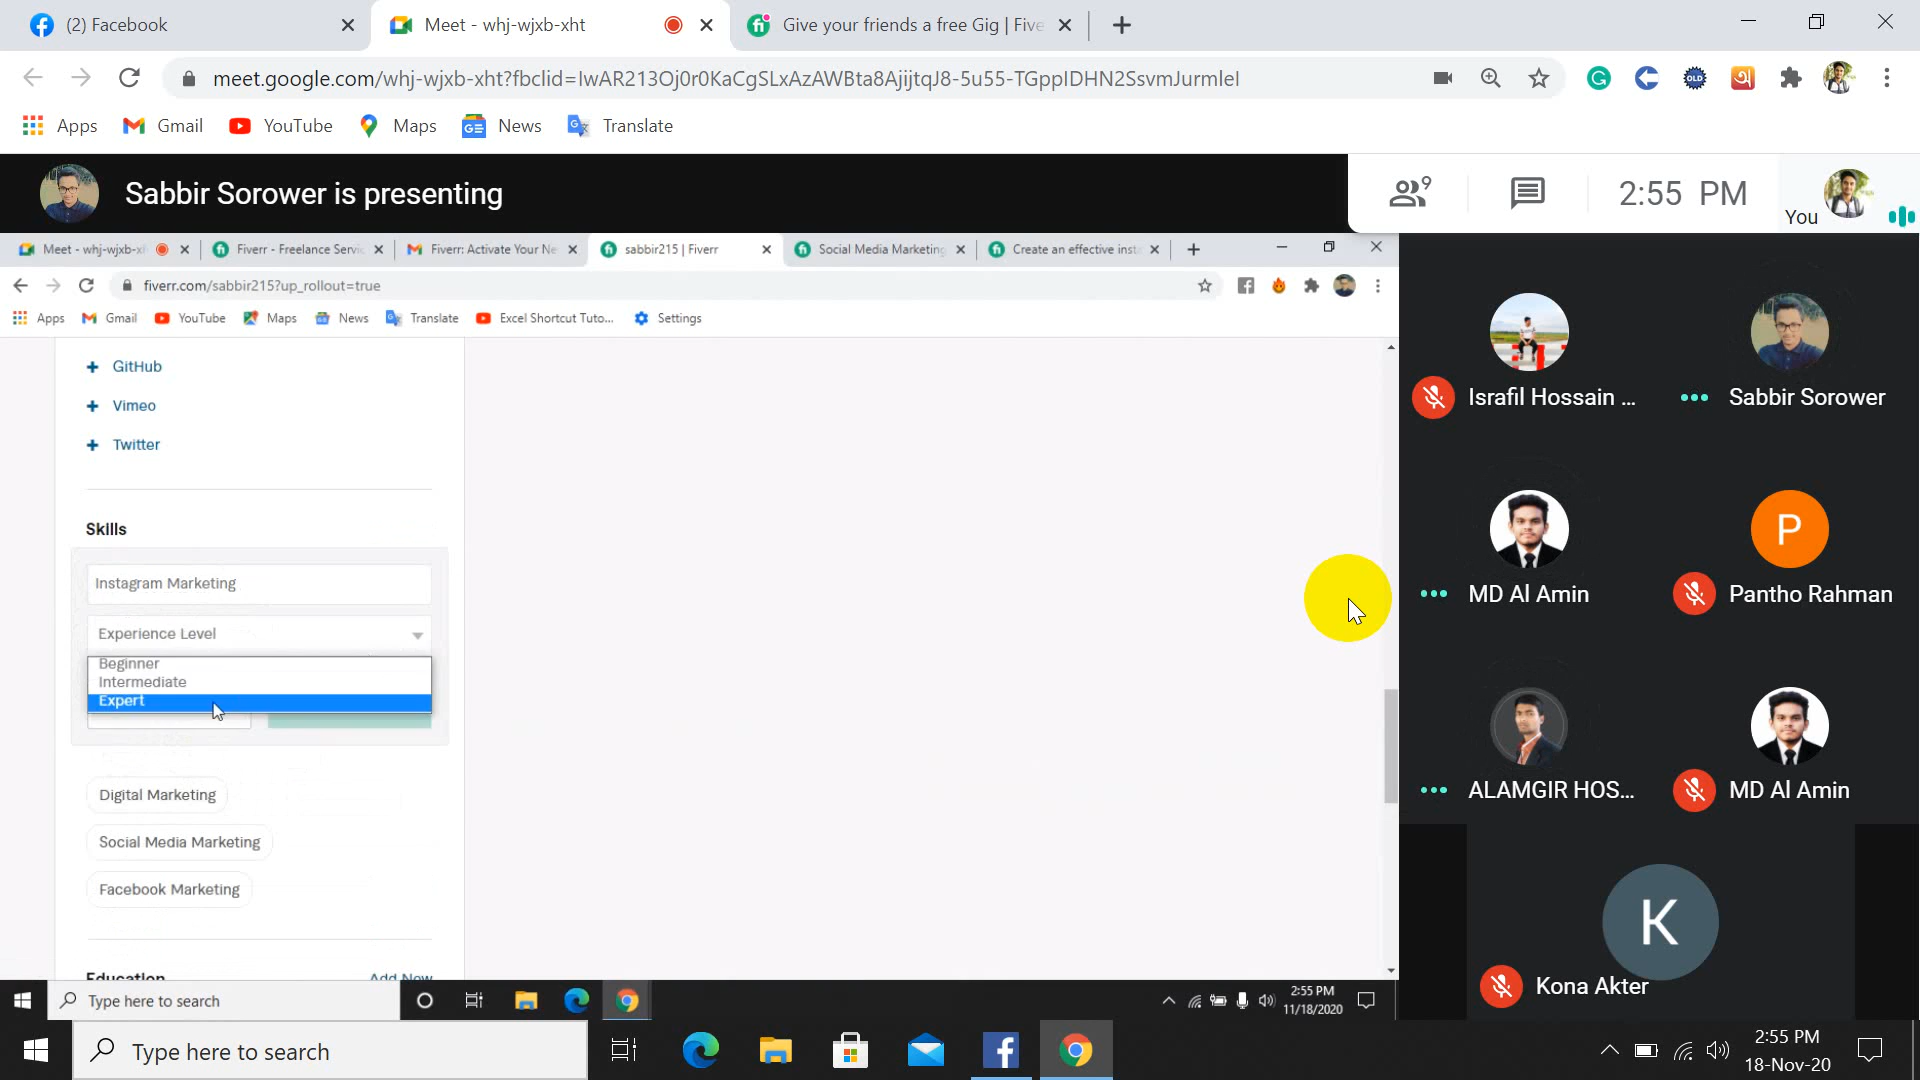 (2) Facebook
Meet - whj-wjxb-xht
Give your friends a free Gig | Five
meet.google.com/whj-wjxb-xht?fbclid=IwAR213Oj0r0KaCgSLxAzAWBta8AjijtqJ8-5u55-TGppIDHN2SsvmJurmleI
OLD
অ
Apps
Gmail
YouTube
Maps
News
Translate
Sabbir Sorower is presenting
9
2:55 PM
You
Meet - whj-wjxb-xh
Fiverr - Freelance Servic
Fiverr: Activate Your Ne
sabbir215 | Fiverr
Social Media Marketing
Create an effective insta
fiverr.com/sabbir215?up_rollout=true
Apps
Gmail
YouTube
Maps
News
Translate
Excel Shortcut Tuto...
Settings
GitHub
Vimeo
Twitter
Skills
Instagram Marketing
Experience Level
Beginner
Intermediate
Expert
Digital Marketing
Social Media Marketing
Facebook Marketing
Education
Add New
Israfil Hossain ...
Sabbir Sorower
MD Al Amin
P
Pantho Rahman
ALAMGIR HOS...
MD Al Amin
K
Kona Akter
Type here to search
2:55 PM
11/18/2020
Type here to search
2:55 PM
18-Nov-20